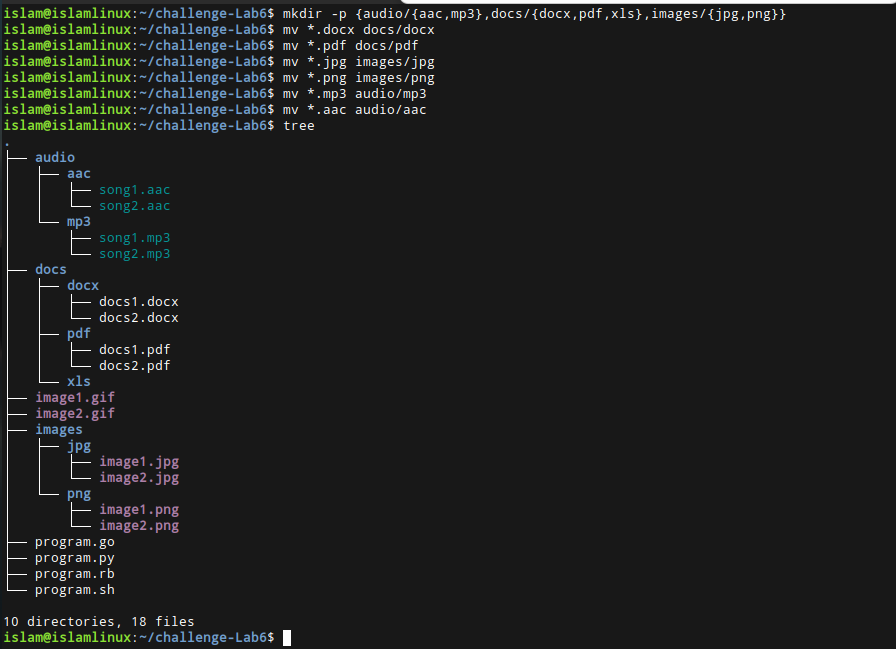 islam@islamlinux:~/challenge-Lab6$ mkdir -p {audio/{aac,mp3},docs/{docx,pdf,xls},images/{jpg,png}}
islam@islamlinux:~/challenge-Lab6$ mv *.docx docs/docx
islam@islamlinux:~/challenge-Lab6$ mv *.pdf docs/pdf
islam@islamlinux:~/challenge-Lab6$ mv *.jpg images/jpg
islam@islamlinux:~/challenge-Lab6$ mv *.png images/png
islam@islamlinux:~/challenge-Lab6$ mv *.mp3 audio/mp3
islam@islamlinux:~/challenge-Lab6$ mv *.aac audio/aac
islam@islamlinux:~/challenge-Lab6$ tree
.
├── audio
│   ├── aac
│   │   ├── song1.aac
│   │   └── song2.aac
│   └── mp3
│       ├── song1.mp3
│       └── song2.mp3
├── docs
│   ├── docx
│   │   ├── docs1.docx
│   │   └── docs2.docx
│   ├── pdf
│   │   ├── docs1.pdf
│   │   └── docs2.pdf
│   └── xls
├── image1.gif
├── image2.gif
├── images
│   ├── jpg
│   │   ├── image1.jpg
│   │   └── image2.jpg
│   └── png
│       ├── image1.png
│       └── image2.png
├── program.go
├── program.py
├── program.rb
└── program.sh
10 directories, 18 files
islam@islamlinux:~/challenge-Lab6$